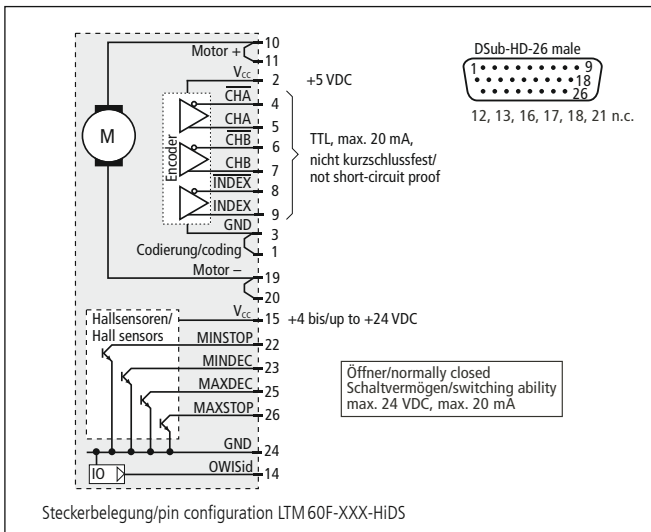 10
Motor +
11
Vcc 2 +5 VDC
CHA 4
CHA 5
CHB 6
CHB 7
INDEX 8
INDEX 9
GND 3
Codierung/coding 1
Motor – 19
20
M
Encoder
TTL, max. 20 mA,
nicht kurzschlussfest/
not short-circuit proof
DSub-HD-26 male
1 9
18
26
12, 13, 16, 17, 18, 21 n.c.
Vcc 15 +4 bis/up to +24 VDC
Hallsensoren/
Hall sensors
MINSTOP 22
MINDEC 23
MAXDEC 25
MAXSTOP 26
GND 24
IO OWISid 14
Öffner/normally closed
Schaltvermögen/switching ability
max. 24 VDC, max. 20 mA
Steckerbelegung/pin configuration LTM60F-XXX-HiDS